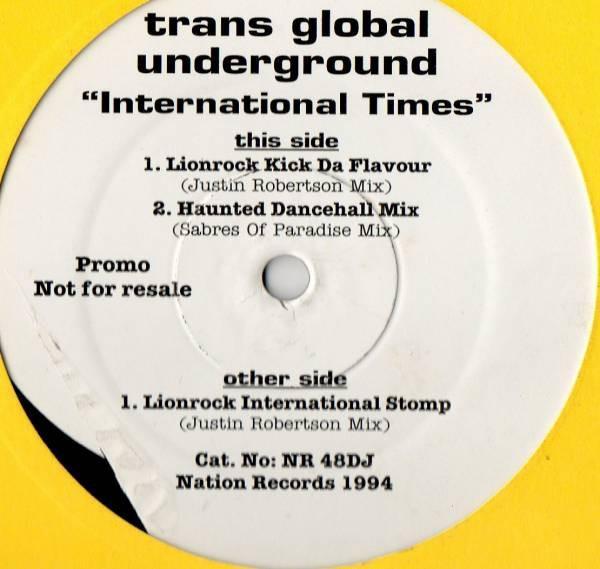 trans global
underground
“International Times”
this side
1. Lionrock Kick Da Flavour
(Justin Robertson Mix)
2. Haunted Dancehall Mix
(Sabres Of Paradise Mix)
Promo
Not for resale
other side
1. Lionrock International Stomp
(Justin Robertson Mix)
Cat. No: NR 48DJ
Nation Records 1994